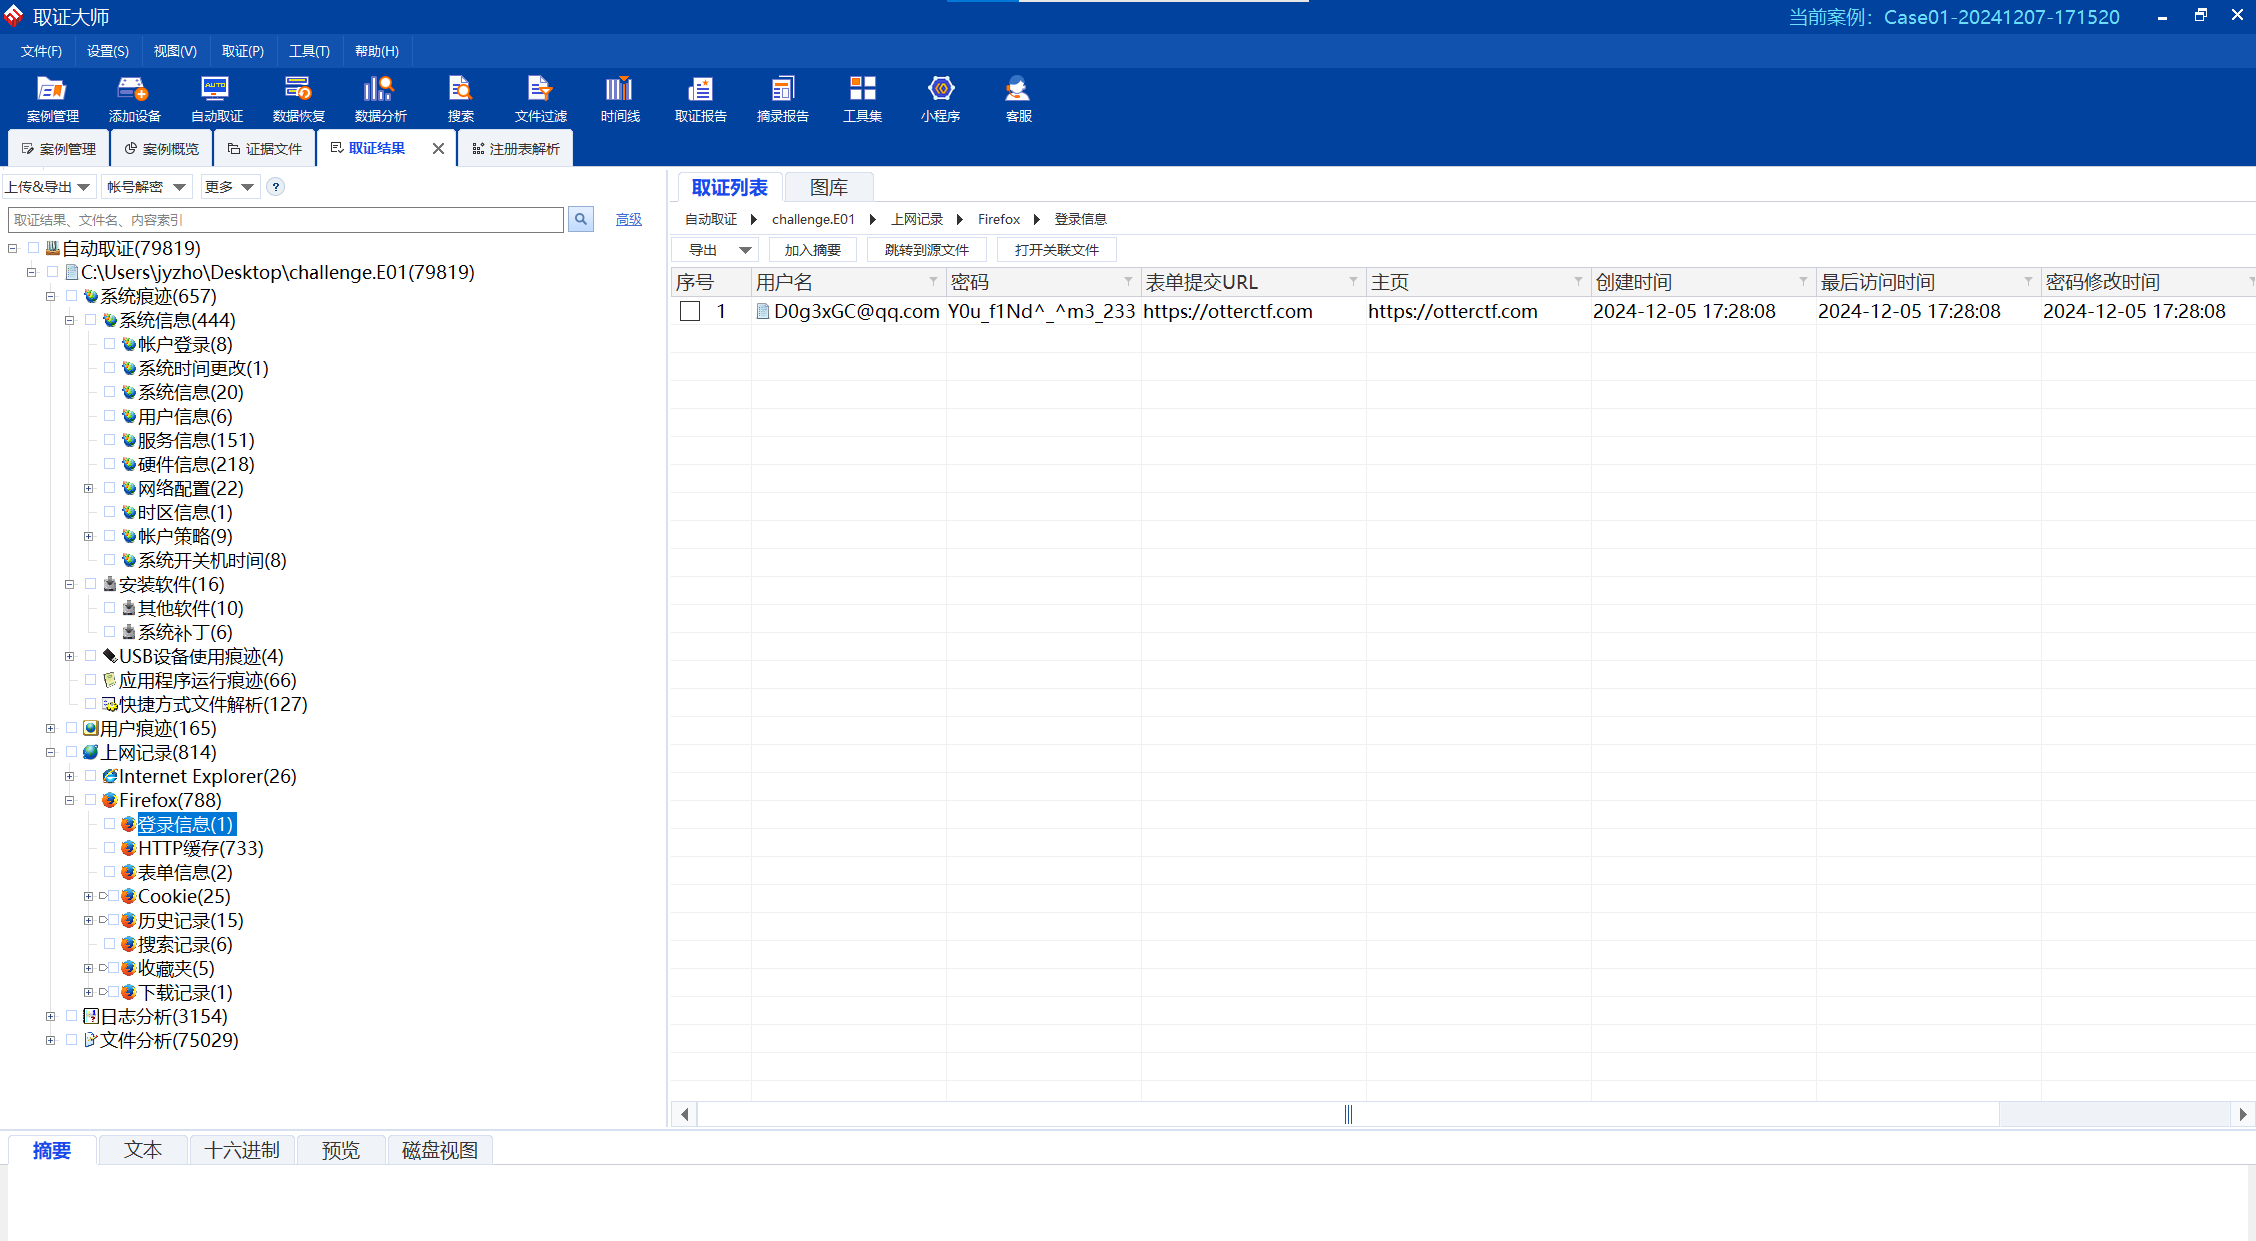 取证大师
当前案例：Case01-20241207-171520
文件(F) 设置(S) 视图(V) 取证(P) 工具(T) 帮助(H)
案例管理 添加设备 自动取证 数据恢复 数据分析 搜索 文件过滤 时间线 取证报告 摘录报告 工具集 小程序 客服
案例管理 案例概览 证据文件 取证结果 注册表解析
上传&导出 帐号解密 更多 ?
取证结果、文件名、内容索引 高级
自动取证(79819)
C:\Users\jyzho\Desktop\challenge.E01(79819)
系统痕迹(657)
系统信息(444)
帐户登录(8)
系统时间更改(1)
系统信息(20)
用户信息(6)
服务信息(151)
硬件信息(218)
网络配置(22)
时区信息(1)
帐户策略(9)
系统开关机时间(8)
安装软件(16)
其他软件(10)
系统补丁(6)
USB设备使用痕迹(4)
应用程序运行痕迹(66)
快捷方式文件解析(127)
用户痕迹(165)
上网记录(814)
Internet Explorer(26)
Firefox(788)
登录信息(1)
HTTP缓存(733)
表单信息(2)
Cookie(25)
历史记录(15)
搜索记录(6)
收藏夹(5)
下载记录(1)
日志分析(3154)
文件分析(75029)
取证列表 图库
自动取证 challenge.E01 上网记录 Firefox 登录信息
导出 加入摘要 跳转到源文件 打开关联文件
序号 用户名 密码 表单提交URL 主页 创建时间 最后访问时间 密码修改时间
1 D0g3xGC@qq.com Y0u_f1Nd^_^m3_233 https://otterctf.com https://otterctf.com 2024-12-05 17:28:08 2024-12-05 17:28:08 2024-12-05 17:28:08
摘要 文本 十六进制 预览 磁盘视图